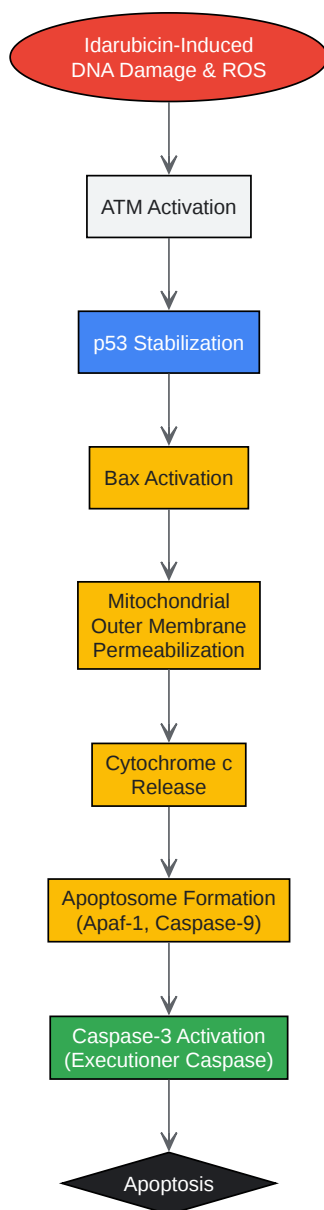 Idarubicin-Induced
DNA Damage & ROS
ATM Activation
p53 Stabilization
Bax Activation
Mitochondrial
Outer Membrane
Permeabilization
Cytochrome c
Release
Apoptosome Formation
(Apaf-1, Caspase-9)
Caspase-3 Activation
(Executioner Caspase)
Apoptosis